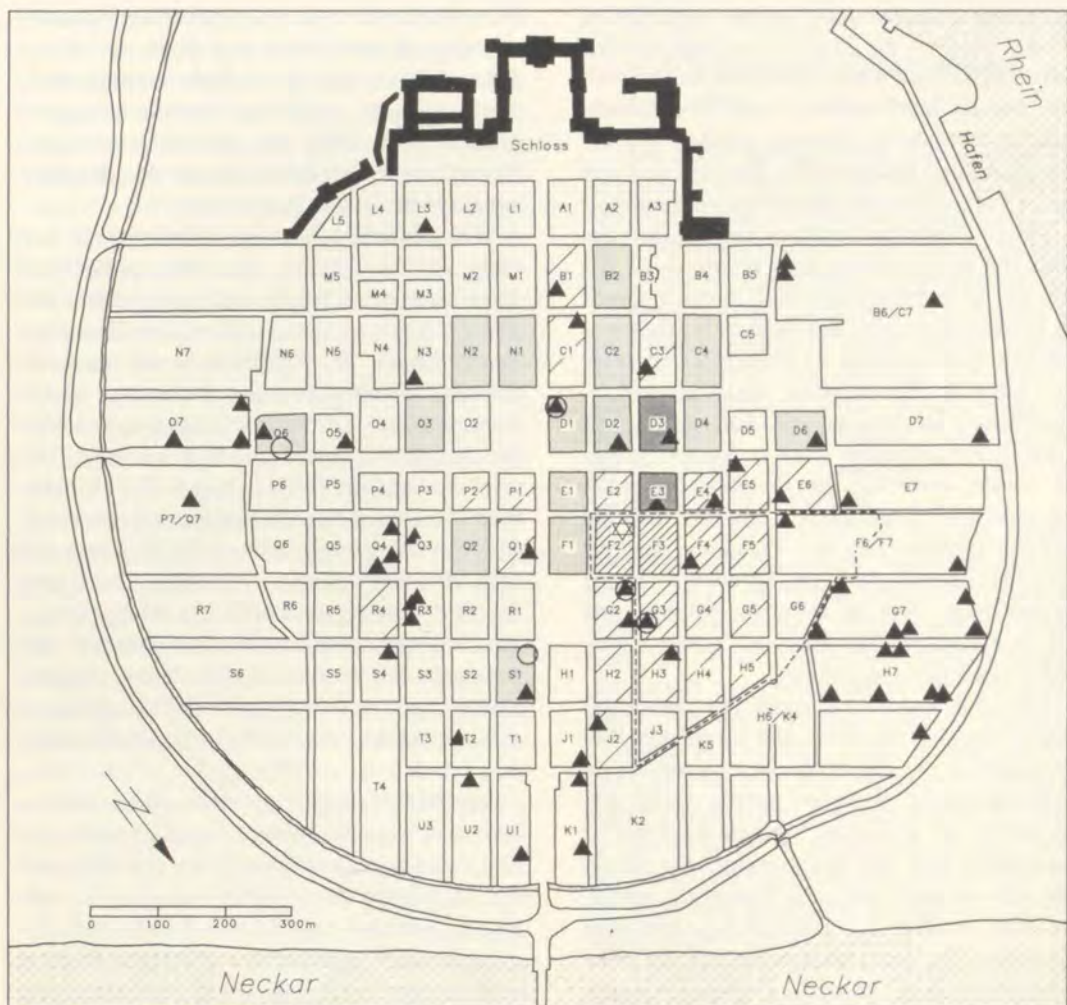 Rhein
Hafen
Schloss
L5 L4 L3 L2 L1 A1 A2 A3
M5 M2 M1 B1 B2 B3 B4 B5
M4 M3
B6/C7
N7 N6 N5 N4 N3 N2 N1 C1 C2 C3 C4 C5
O7 O6 O5 O4 O3 O2 D1 D2 D3 D4 D5 D6 D7
P6 P5 P4 P3 P2 P1 E1 E2 E3 E4 E5 E6 E7
P7/Q7
Q6 Q5 Q4 Q3 Q2 Q1 F1 F2 F3 F4 F5 F6/F7
R7 R6 R5 R4 R3 R2 R1 G2 G3 G4 G5 G6 G7
S6 S5 S4 S3 S2 S1 H1 H2 H3 H4 H5 H7
H6/K4
T3 T2 T1 J1 J2 J3 K5
T4
U3 U2 U1 K1 K2
N
0 100 300m
Neckar Neckar